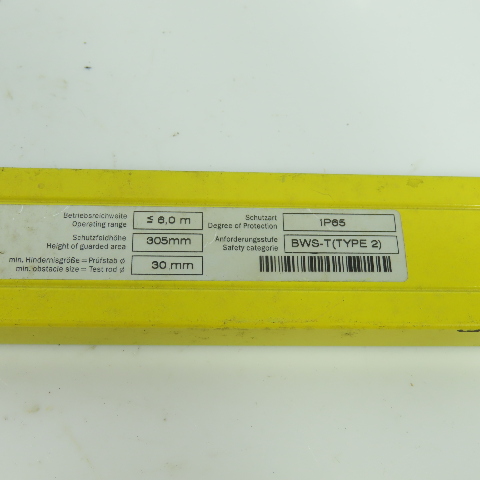 Betriebsreichweite
Operating range
≤ 6,0 m
Schutzfeldhöhe
Height of guarded area
305mm
min. Hindernisgröße = Prüfstab ø
min. obstacle size = Test rod ø
30 mm
Schutzart
Degree of Protection
IP65
Anforderungsstufe
Safety categorie
BWS-T(TYPE 2)